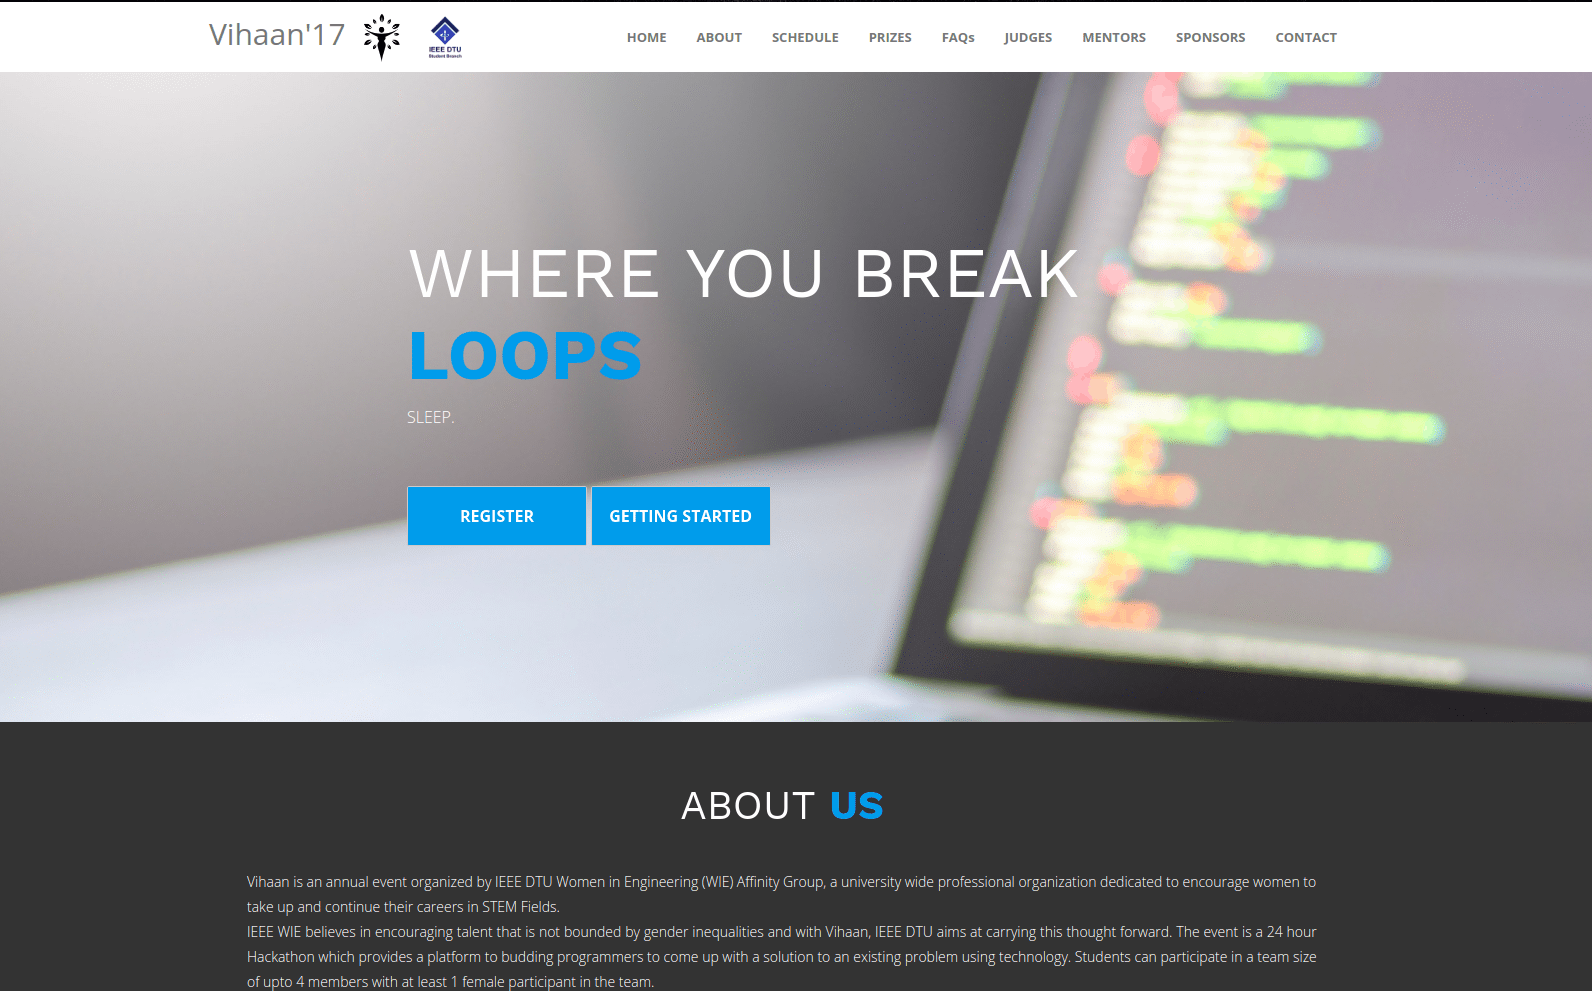 Vihaan'17
IEEE DTU
Student Branch
HOME ABOUT SCHEDULE PRIZES FAQs JUDGES MENTORS SPONSORS CONTACT
WHERE YOU BREAK
LOOPS
SLEEP.
REGISTER GETTING STARTED
ABOUT US
Vihaan is an annual event organized by IEEE DTU Women in Engineering (WIE) Affinity Group, a university wide professional organization dedicated to encourage women to
take up and continue their careers in STEM Fields.
IEEE WIE believes in encouraging talent that is not bounded by gender inequalities and with Vihaan, IEEE DTU aims at carrying this thought forward. The event is a 24 hour
Hackathon which provides a platform to budding programmers to come up with a solution to an existing problem using technology. Students can participate in a team size
of upto 4 members with at least 1 female participant in the team.